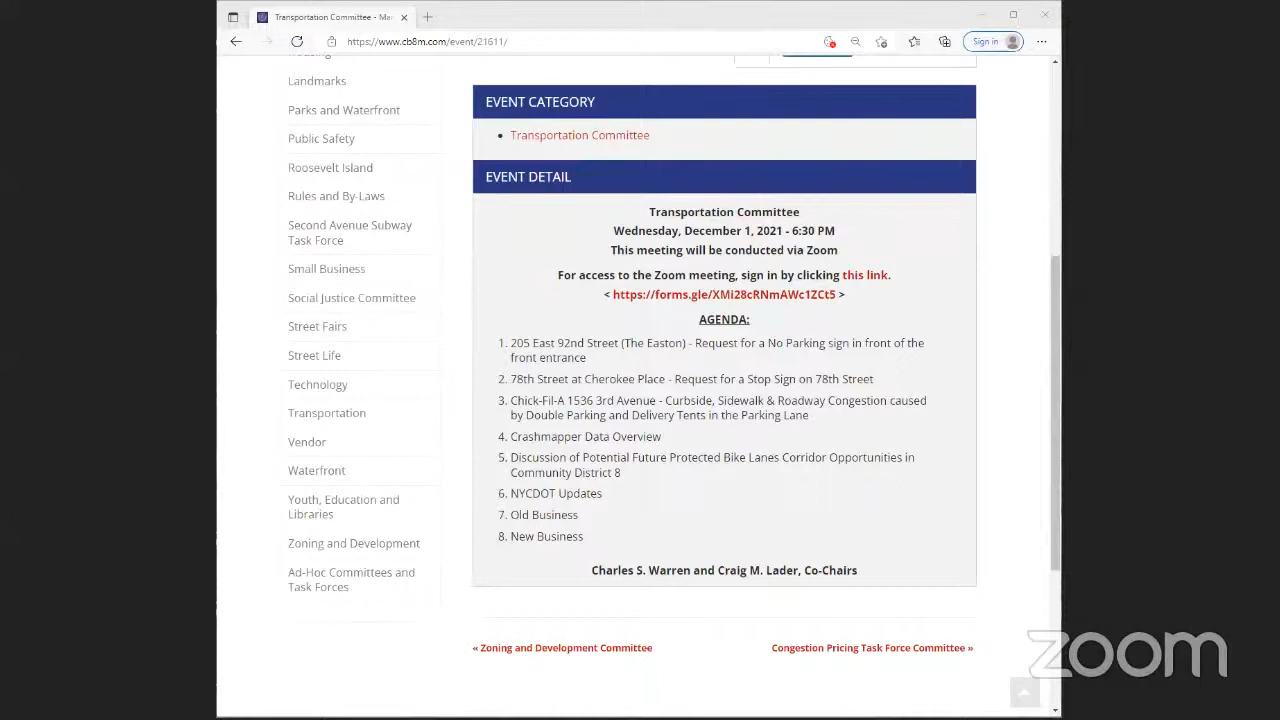 Transportation Committee - Ma
https://www.cb8m.com/event/21611/
Sign in
Landmarks
Parks and Waterfront
Public Safety
Roosevelt Island
Rules and By-Laws
Second Avenue Subway
Task Force
Small Business
Social Justice Committee
Street Fairs
Street Life
Technology
Transportation
Vendor
Waterfront
Youth, Education and
Libraries
Zoning and Development
Ad-Hoc Committees and
Task Forces
EVENT CATEGORY
• Transportation Committee
EVENT DETAIL
Transportation Committee
Wednesday, December 1, 2021 - 6:30 PM
This meeting will be conducted via Zoom
For access to the Zoom meeting, sign in by clicking this link.
< https://forms.gle/XMi28cRNmAWc1ZCt5 >
AGENDA:
1. 205 East 92nd Street (The Easton) - Request for a No Parking sign in front of the
front entrance
2. 78th Street at Cherokee Place - Request for a Stop Sign on 78th Street
3. Chick-Fil-A 1536 3rd Avenue - Curbside, Sidewalk & Roadway Congestion caused
by Double Parking and Delivery Tents in the Parking Lane
4. Crashmapper Data Overview
5. Discussion of Potential Future Protected Bike Lanes Corridor Opportunities in
Community District 8
6. NYCDOT Updates
7. Old Business
8. New Business
Charles S. Warren and Craig M. Lader, Co-Chairs
« Zoning and Development Committee
Congestion Pricing Task Force Committee »
zoom